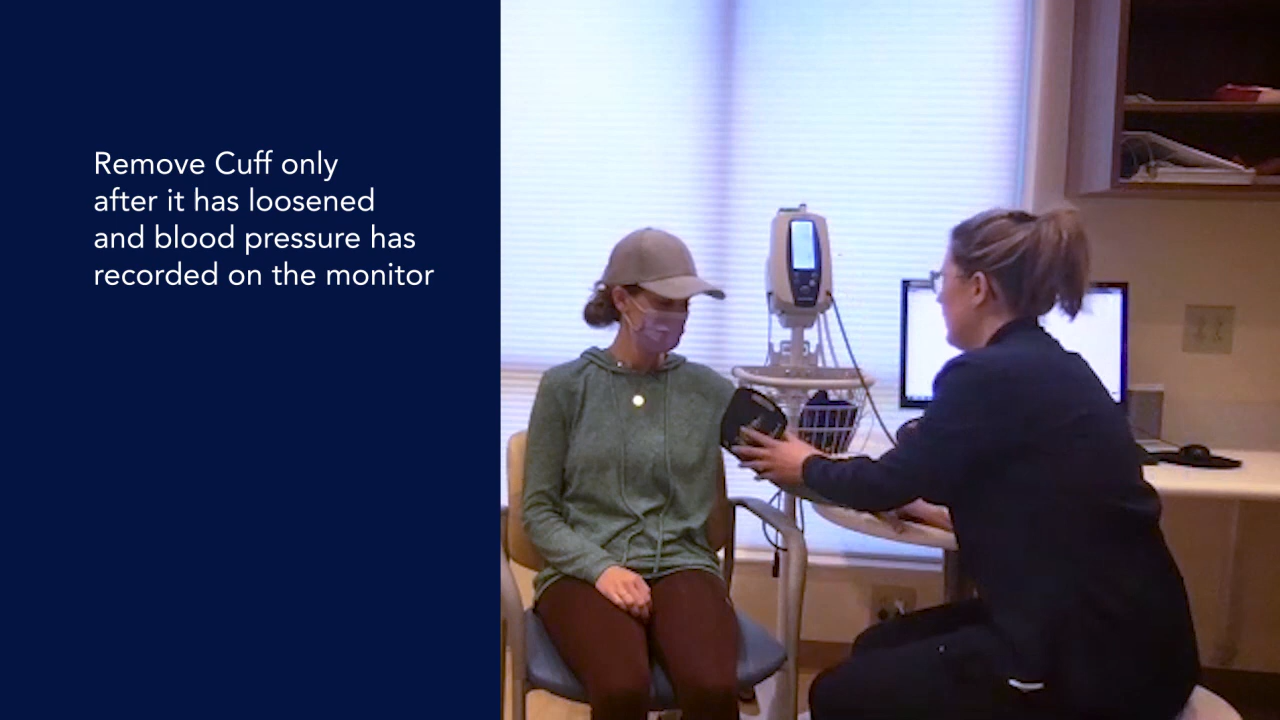 Remove Cuff only
after it has loosened
and blood pressure has
recorded on the monitor